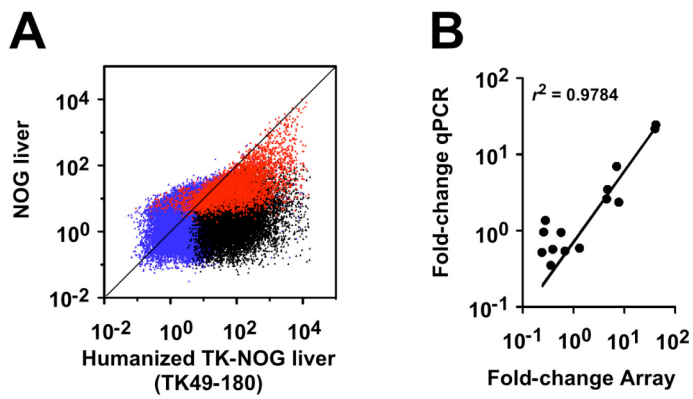 A
NOG liver
10^4
10^2
10^0
10^-2
10^-2
10^0
10^2
10^4
Humanized TK-NOG liver
(TK49-180)
B
Fold-change qPCR
r^2 = 0.9784
10^2
10^1
10^0
10^-1
10^-1
10^0
10^1
10^2
Fold-change Array